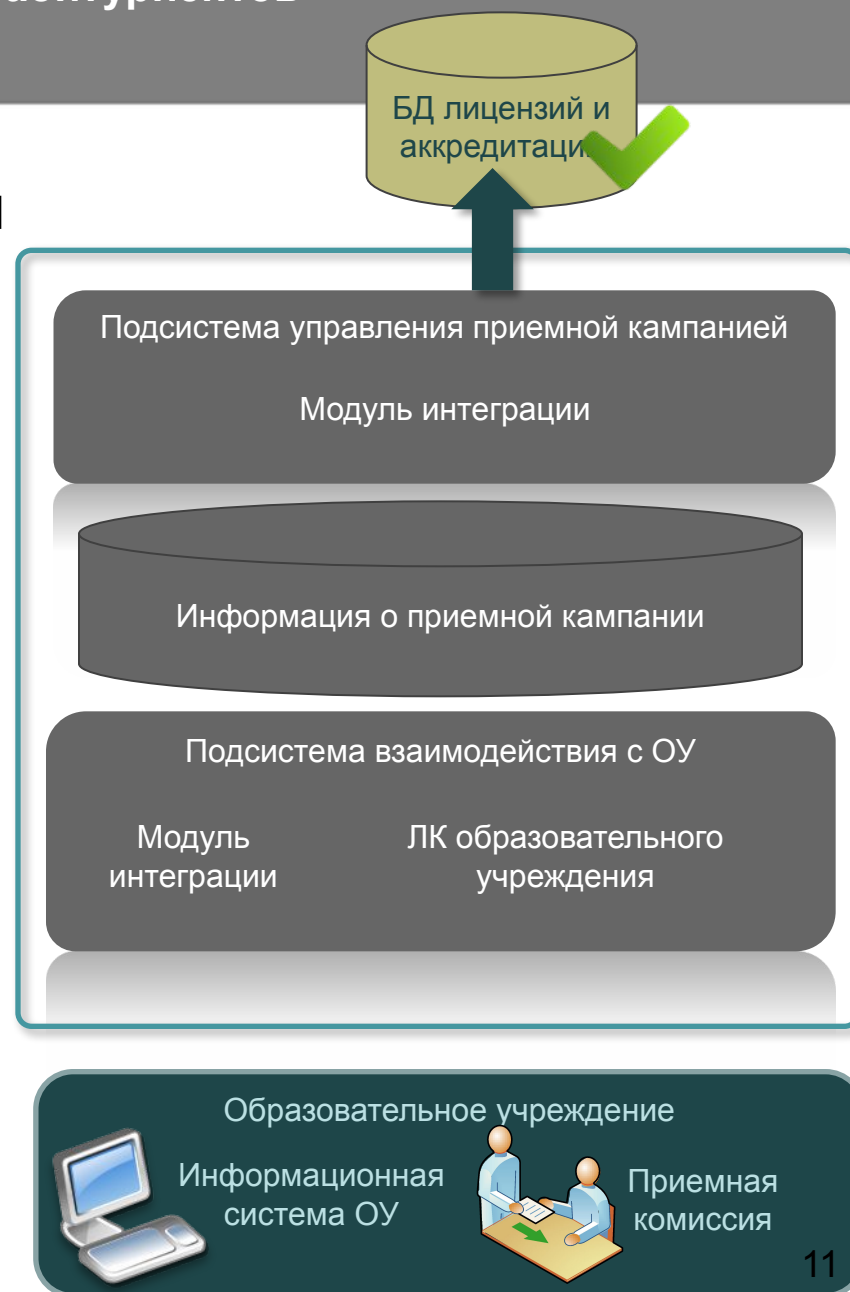 БД лицензий и
аккредитаци
Подсистема управления приемной кампанией
Модуль интеграции
Информация о приемной кампании
Подсистема взаимодействия с ОУ
Модуль
интеграции
ЛК образовательного
учреждения
Образовательное учреждение
Информационная
система ОУ
Приемная
комиссия
11